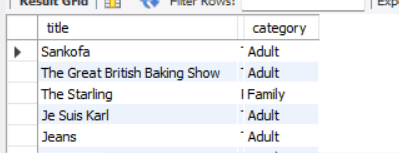 Result Grid Filter Rows:
title category
Sankofa Adult
The Great British Baking Show Adult
The Starling Family
Je Suis Karl Adult
Jeans Adult